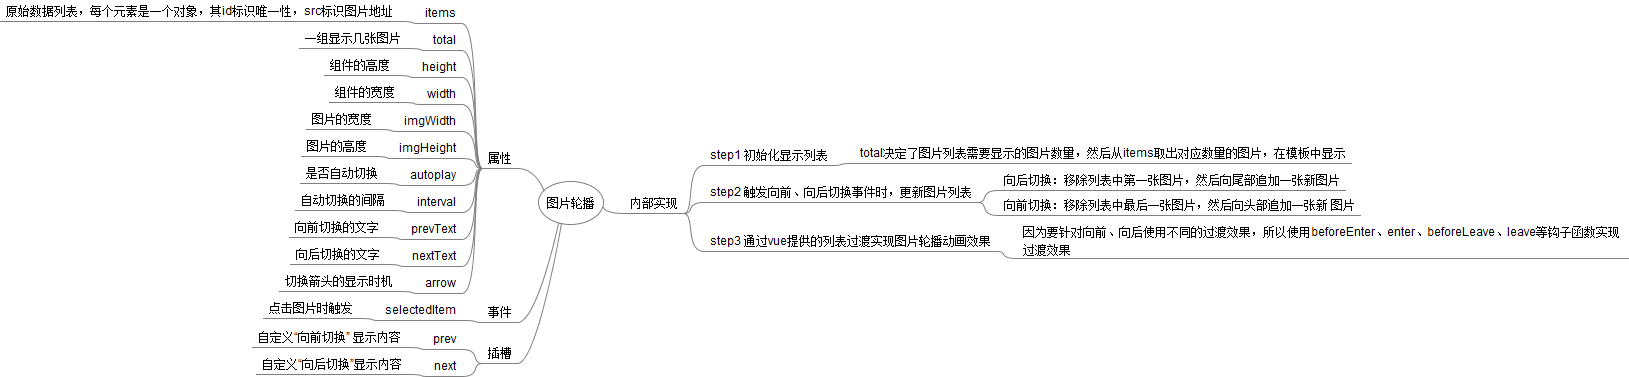 原始数据列表，每个元素是一个对象，其id标识唯一性，src标识图片地址 items
一组显示几张图片 total
组件的高度 height
组件的宽度 width
图片的宽度 imgWidth
图片的高度 imgHeight
是否自动切换 autoplay
自动切换的间隔 interval
向前切换的文字 prevText
向后切换的文字 nextText
切换箭头的显示时机 arrow
属性
点击图片时触发 selectedItem
事件
自定义“向前切换” 显示内容 prev
自定义“向后切换”显示内容 next
插槽
图片轮播
内部实现
step1 初始化显示列表
total决定了图片列表需要显示的图片数量，然后从items取出对应数量的图片，在模板中显示
step2 触发向前、向后切换事件时，更新图片列表
向后切换：移除列表中第一张图片，然后向尾部追加一张新图片
向前切换：移除列表中最后一张图片，然后向头部追加一张新 图片
step3 通过vue提供的列表过渡实现图片轮播动画效果
因为要针对向前、向后使用不同的过渡效果，所以使用beforeEnter、enter、beforeLeave、leave等钩子函数实现
过渡效果